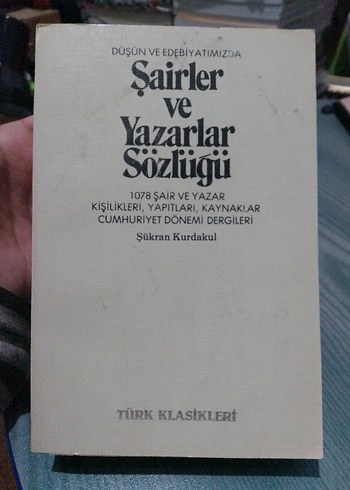 DÜŞÜN VE EDEBİYATIMIZDA
Şairler
ve
Yazarlar
Sözlüğü
1078 ŞAİR VE YAZAR
KİŞİLİKLERİ, YAPITLARI, KAYNAKLAR
CUMHURİYET DÖNEMİ DERGİLERİ
Şükran Kurdakul
TÜRK KLASİKLERİ